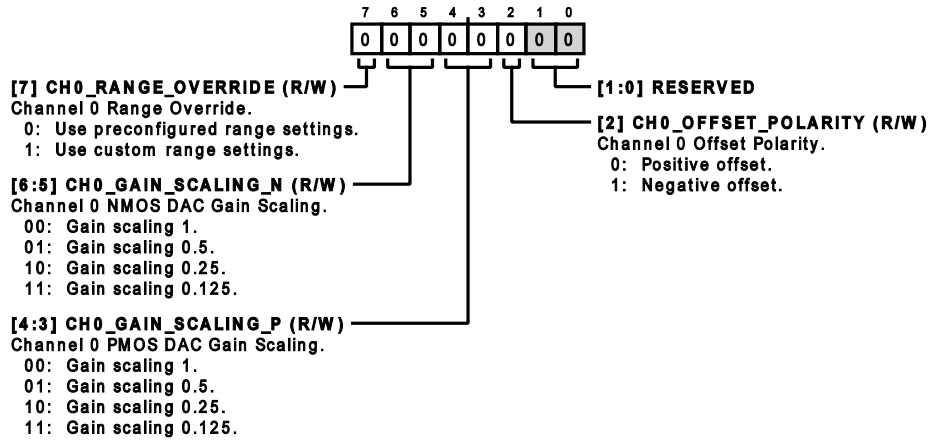 7 6 5 4 3 2 1 0
0 0 0 0 0 0 0 0
[7] CH0_RANGE_OVERRIDE (R/W)
Channel 0 Range Override.
0: Use preconfigured range settings.
1: Use custom range settings.
[6:5] CH0_GAIN_SCALING_N (R/W)
Channel 0 NMOS DAC Gain Scaling.
00: Gain scaling 1.
01: Gain scaling 0.5.
10: Gain scaling 0.25.
11: Gain scaling 0.125.
[4:3] CH0_GAIN_SCALING_P (R/W)
Channel 0 PMOS DAC Gain Scaling.
00: Gain scaling 1.
01: Gain scaling 0.5.
10: Gain scaling 0.25.
11: Gain scaling 0.125.
[1:0] RESERVED
[2] CH0_OFFSET_POLARITY (R/W)
Channel 0 Offset Polarity.
0: Positive offset.
1: Negative offset.